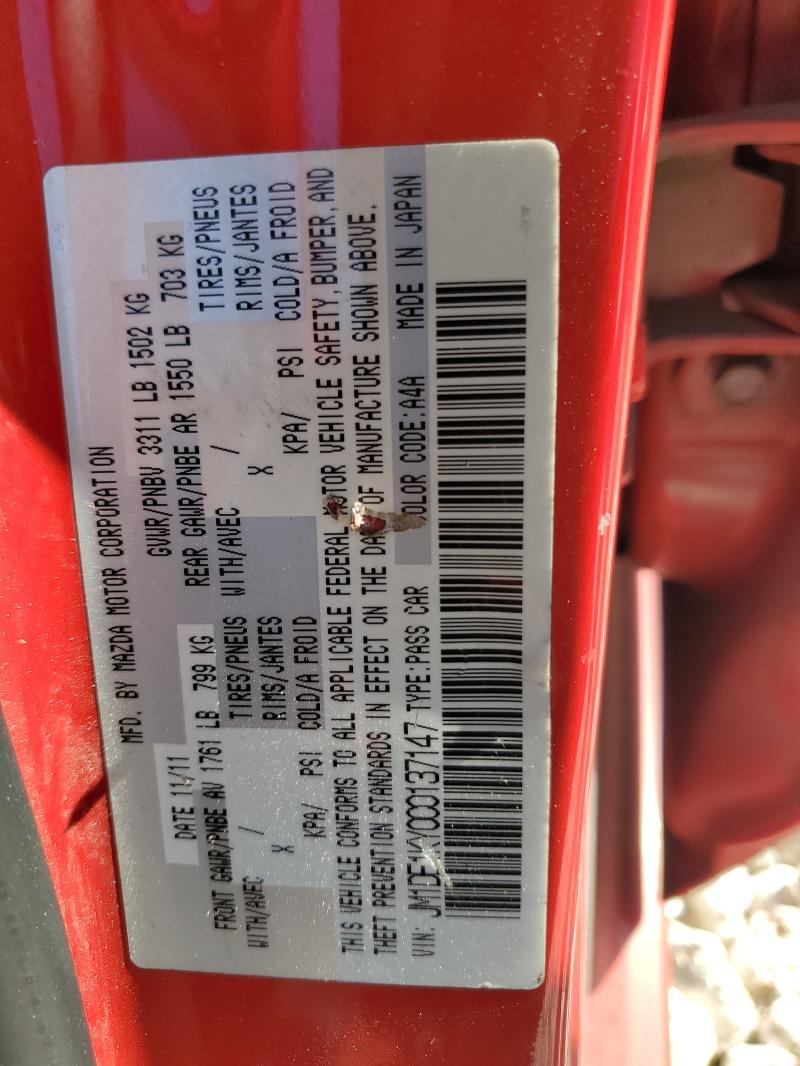 MFD. BY MAZDA MOTOR CORPORATION
DATE 11/11 GVWR/PNBV 3311 LB 1502 KG
FRONT GAWR/PNBE AV 1761 LB 799 KG REAR GAWR/PNBE AR 1550 LB 703 KG
WITH/AVEC / TIRES/PNEUS WITH/AVEC / TIRES/PNEUS
X RIMS/JANTES X RIMS/JANTES
KPA/ PSI COLD/A FROID KPA/ PSI COLD/A FROID
THIS VEHICLE CONFORMS TO ALL APPLICABLE FEDERAL MOTOR VEHICLE SAFETY, BUMPER, AND
THEFT PREVENTION STANDARDS IN EFFECT ON THE DATE OF MANUFACTURE SHOWN ABOVE.
VIN: JM1DE1KY0C0137147 TYPE:PASS CAR COLOR CODE:A4A MADE IN JAPAN